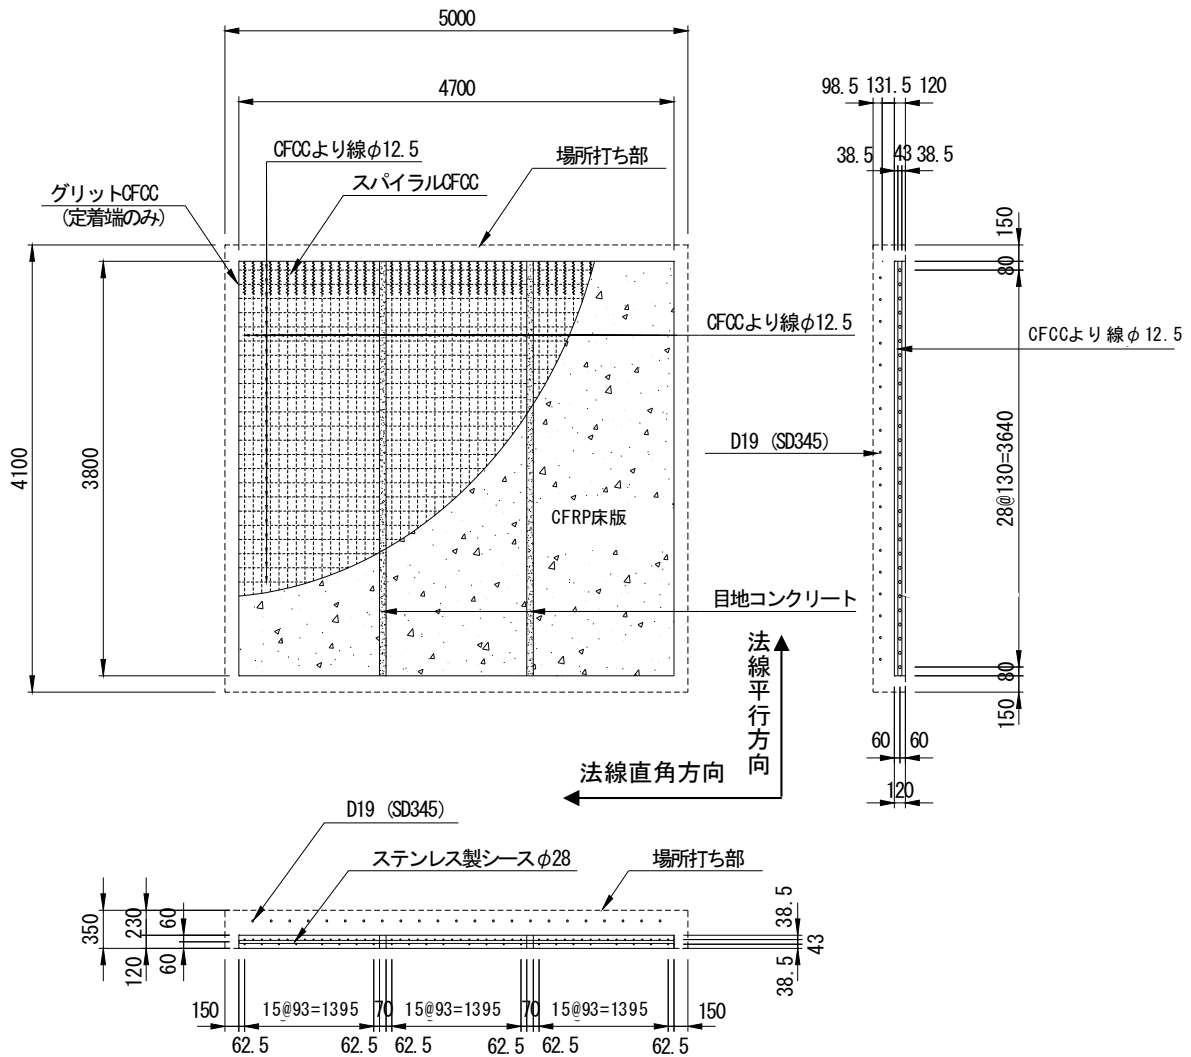 5000
4700
98.5 131.5 120
38.5 43 38.5
CFCCより線φ12.5
スパイラルCFCC
場所打ち部
グリットCFCC
(定着端のみ)
150
80
CFCCより線φ12.5
CFCCより線φ12.5
4100
3800
D19 (SD345)
28@130=3640
CFRP床版
目地コンクリート
法線平行方向
80
150
60 60
120
法線直角方向
D19 (SD345)
ステンレス製シースφ28
場所打ち部
350
230
120
60
60
38.5
43
38.5
150 15@93=1395 70 15@93=1395 70 15@93=1395 150
62.5 62.5 62.5 62.5 62.5 62.5